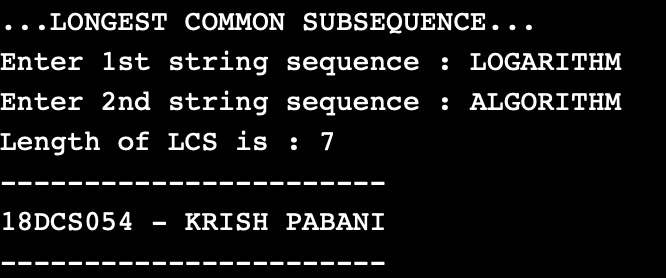 ...LONGEST COMMON SUBSEQUENCE...
Enter 1st string sequence : LOGARITHM
Enter 2nd string sequence : ALGORITHM
Length of LCS is : 7
------------------------
18DCS054 - KRISH PABANI
------------------------